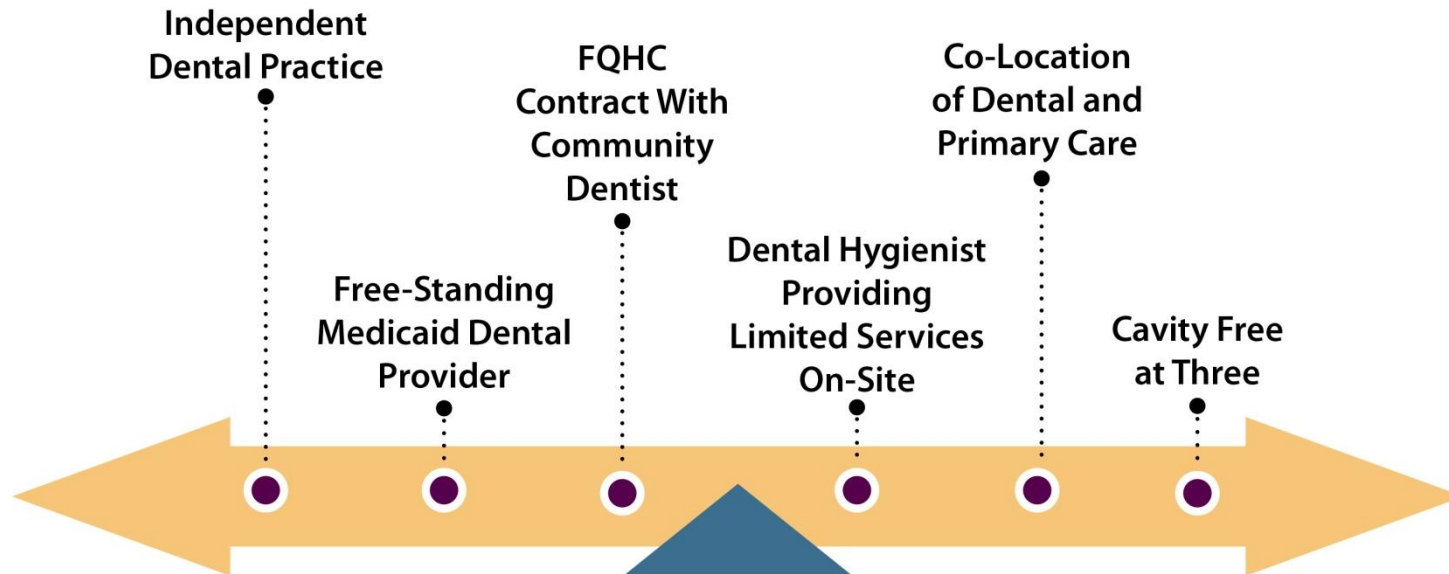 Independent
Dental Practice
Free-Standing
Medicaid Dental
Provider
FQHC
Contract With
Community
Dentist
Dental Hygienist
Providing
Limited Services
On-Site
Co-Location
of Dental and
Primary Care
Cavity Free
at Three